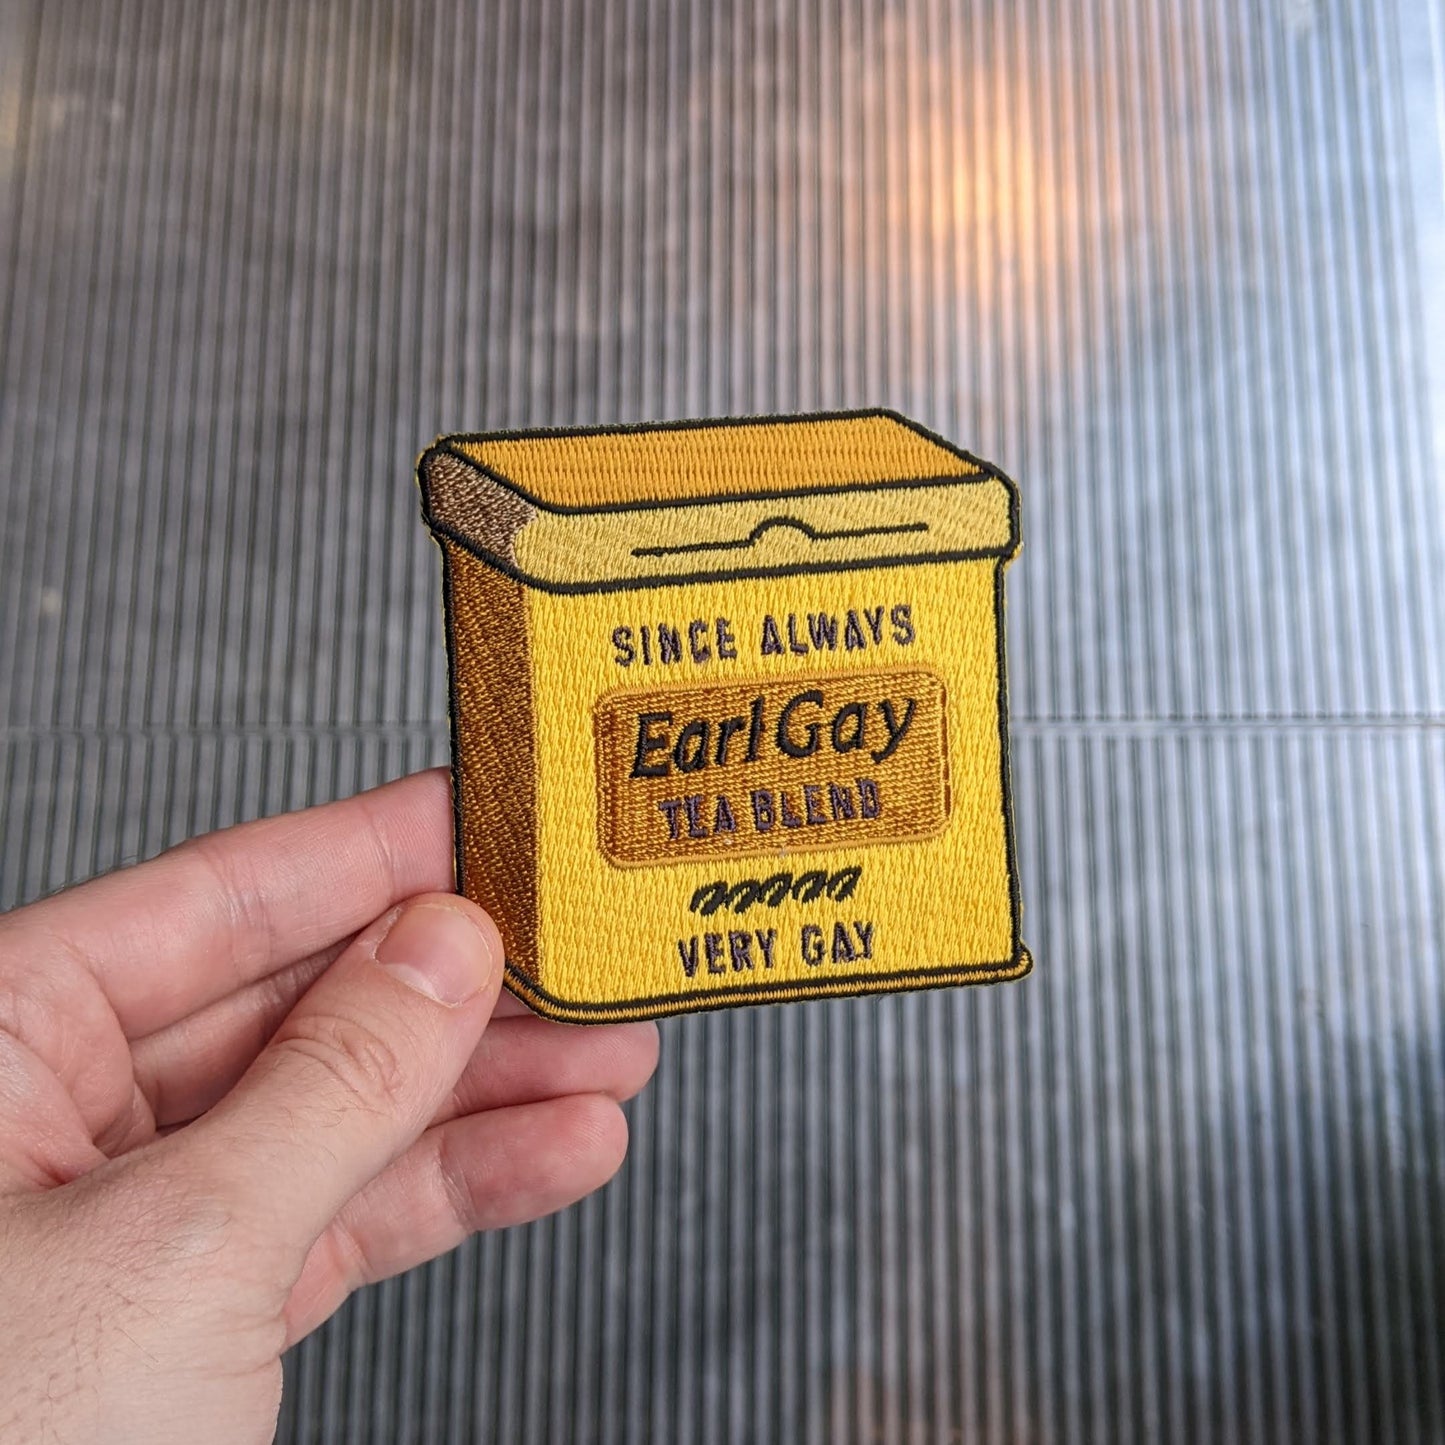 SINCE ALWAYS
Earl Gay
TEA BLEND
VERY GAY